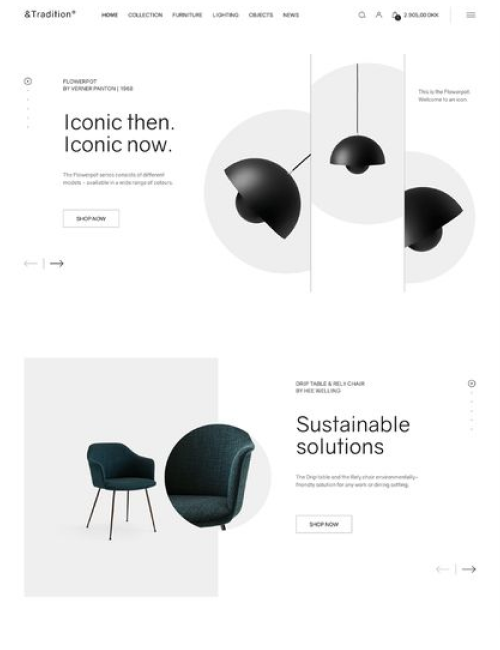 &Tradition®
HOME COLLECTION FURNITURE LIGHTING OBJECTS NEWS
2.905,00 DKK
FLOWERPOT
BY VERNER PANTON | 1968
Iconic then.
Iconic now.
The Flowerpot series consists of different
models - available in a wide range of colours.
SHOP NOW
This is the Flowerpot.
Welcome to an icon.
DRIP TABLE & RELY CHAIR
BY HEE WELLING
Sustainable
solutions
The Drip table and the Rely chair environmentally-
friendly solution for any work or dining setting.
SHOP NOW